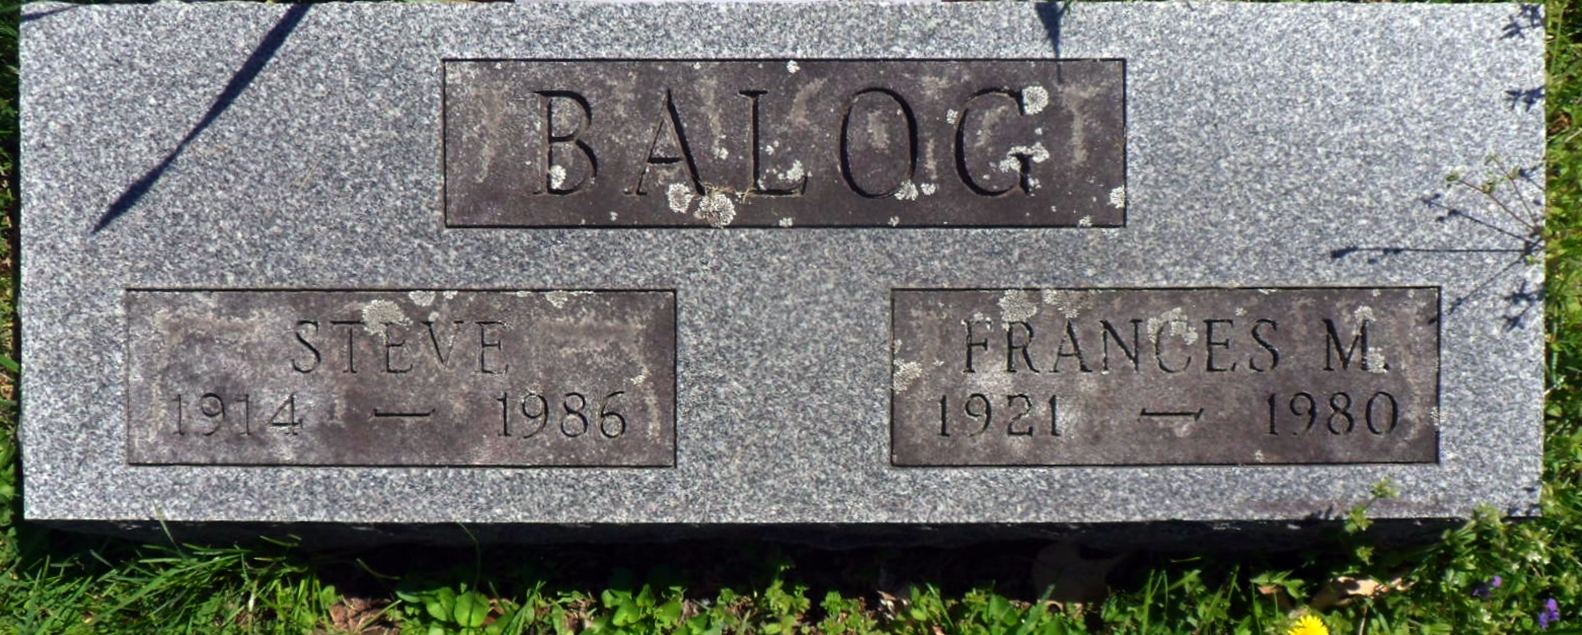 BALOG
STEVE
1914 — 1986
FRANCES M.
1921 — 1980